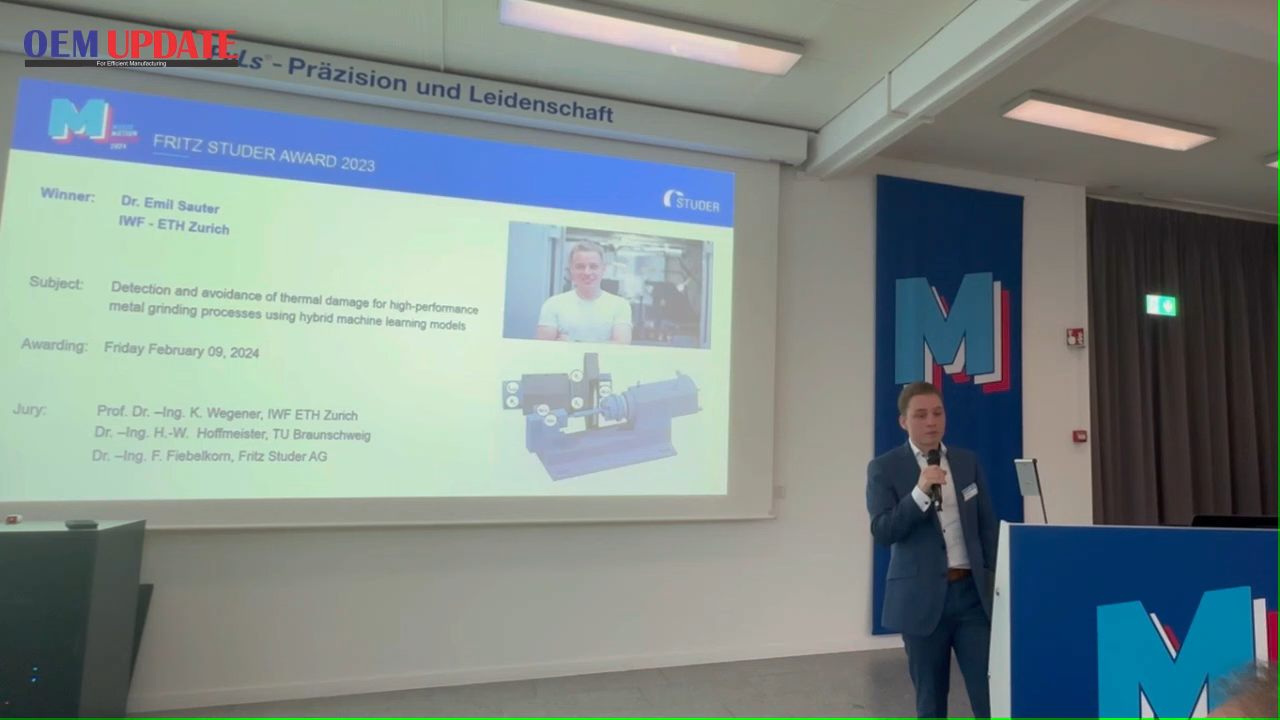 OEM UPDATE
For Efficient Manufacturing
- Präzision und Leidenschaft
M
2024
FRITZ STUDER AWARD 2023
STUDER
Winner: Dr. Emil Sauter
IWF - ETH Zurich
Subject: Detection and avoidance of thermal damage for high-performance
metal grinding processes using hybrid machine learning models
Awarding: Friday February 09, 2024
Jury: Prof. Dr. –Ing. K. Wegener, IWF ETH Zurich
Dr. –Ing. H.-W. Hoffmeister, TU Braunschweig
Dr. –Ing. F. Fiebelkorn, Fritz Studer AG
M
M